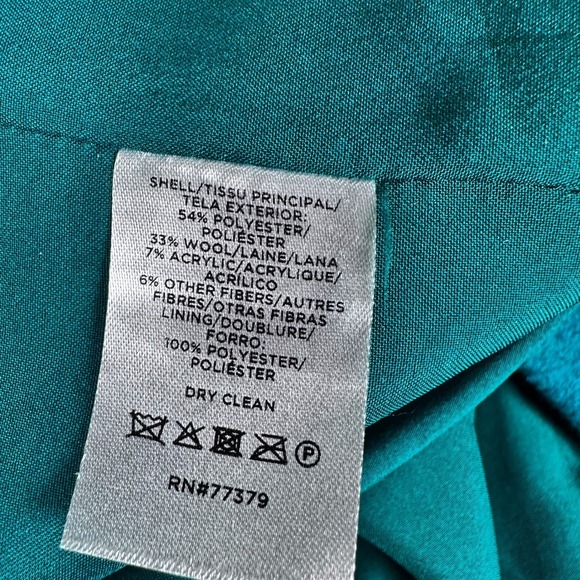 SHELL/TISSU PRINCIPAL/
TELA EXTERIOR:
54% POLYESTER/
POLIÉSTER
33% WOOL/LAINE/LANA
7% ACRYLIC/ACRYLIQUE/
ACRÍLICO
6% OTHER FIBERS/AUTRES
FIBRES/OTRAS FIBRAS
LINING/DOUBLURE/
FORRO:
100% POLYESTER/
POLIÉSTER
DRY CLEAN
P
RN#77379